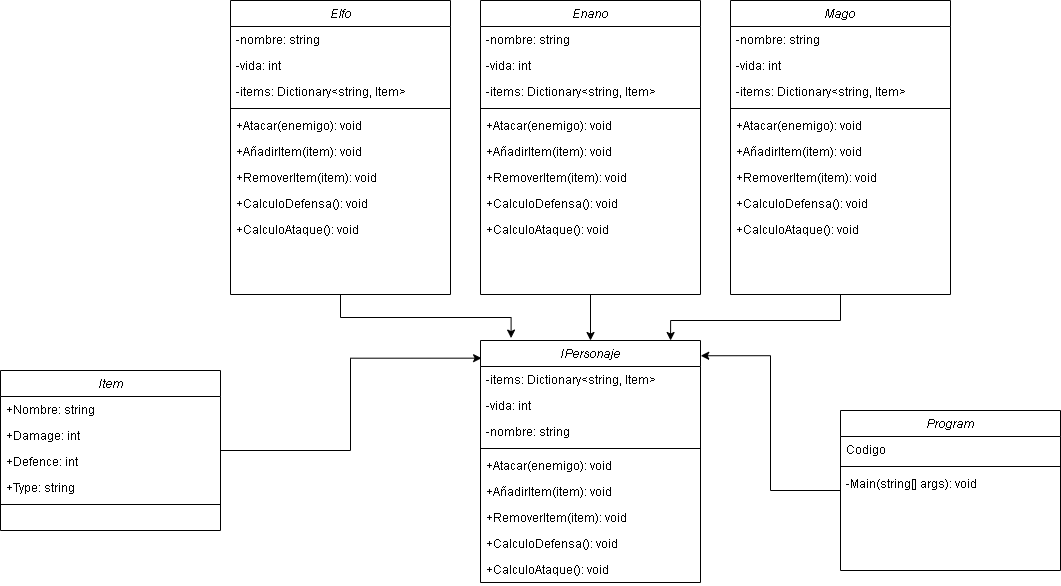 Elfo
-nombre: string
-vida: int
-items: Dictionary<string, Item>
+Atacar(enemigo): void
+AñadirItem(item): void
+RemoverItem(item): void
+CalculoDefensa(): void
+CalculoAtaque(): void
Enano
-nombre: string
-vida: int
-items: Dictionary<string, Item>
+Atacar(enemigo): void
+AñadirItem(item): void
+RemoverItem(item): void
+CalculoDefensa(): void
+CalculoAtaque(): void
Mago
-nombre: string
-vida: int
-items: Dictionary<string, Item>
+Atacar(enemigo): void
+AñadirItem(item): void
+RemoverItem(item): void
+CalculoDefensa(): void
+CalculoAtaque(): void
Item
+Nombre: string
+Damage: int
+Defence: int
+Type: string
IPersonaje
-items: Dictionary<string, Item>
-vida: int
-nombre: string
+Atacar(enemigo): void
+AñadirItem(item): void
+RemoverItem(item): void
+CalculoDefensa(): void
+CalculoAtaque(): void
Program
Codigo
-Main(string[] args): void